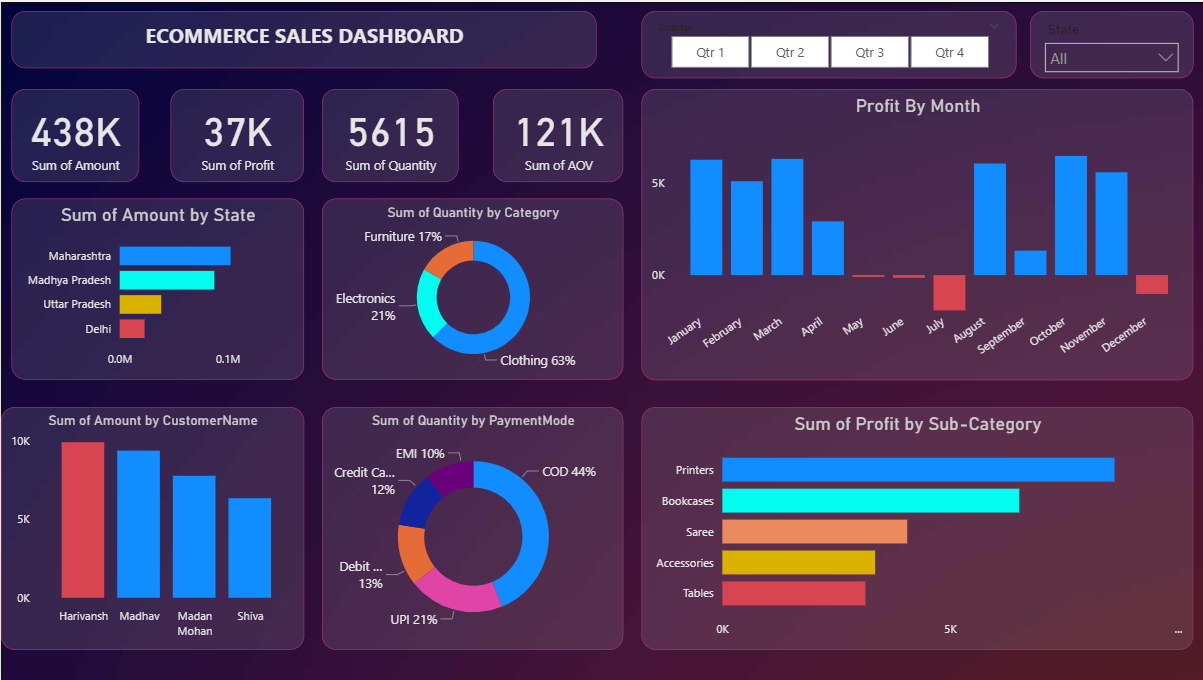 ECOMMERCE SALES DASHBOARD
Quarter
Qtr 1
Qtr 2
Qtr 3
Qtr 4
State
All
438K
Sum of Amount
37K
Sum of Profit
5615
Sum of Quantity
121K
Sum of AOV
Profit By Month
5K
0K
January
February
March
April
May
June
July
August
September
October
November
December
Sum of Amount by State
Maharashtra
Madhya Pradesh
Uttar Pradesh
Delhi
0.0M
0.1M
Sum of Quantity by Category
Furniture 17%
Electronics
21%
Clothing 63%
Sum of Amount by CustomerName
10K
5K
0K
Harivansh
Madhav
Madan
Mohan
Shiva
Sum of Quantity by PaymentMode
EMI 10%
Credit Ca...
12%
COD 44%
Debit ...
13%
UPI 21%
Sum of Profit by Sub-Category
Printers
Bookcases
Saree
Accessories
Tables
0K
5K
...